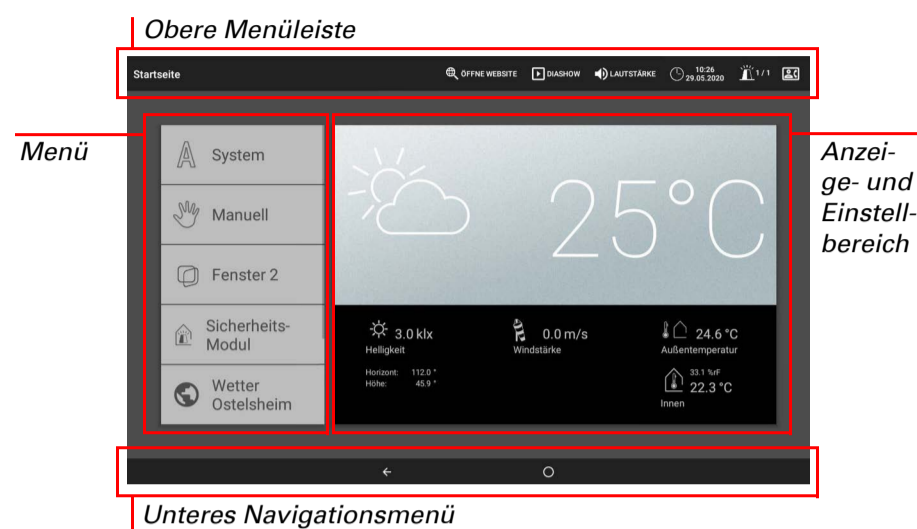 Obere Menüleiste
Startseite
ÖFFNE WEBSITE
DIASHOW
LAUTSTÄRKE
10:26
29.05.2020
1/1
Menü
System
Manuell
Fenster 2
Sicherheits-
Modul
Wetter
Ostelsheim
25°C
3.0 klx
Helligkeit
Horizont: 112.0 °
Höhe: 45.9 °
0.0 m/s
Windstärke
24.6 °C
Außentemperatur
33.1 %rF
22.3 °C
Innen
Anzei-
ge- und
Einstell-
bereich
Unteres Navigationsmenü